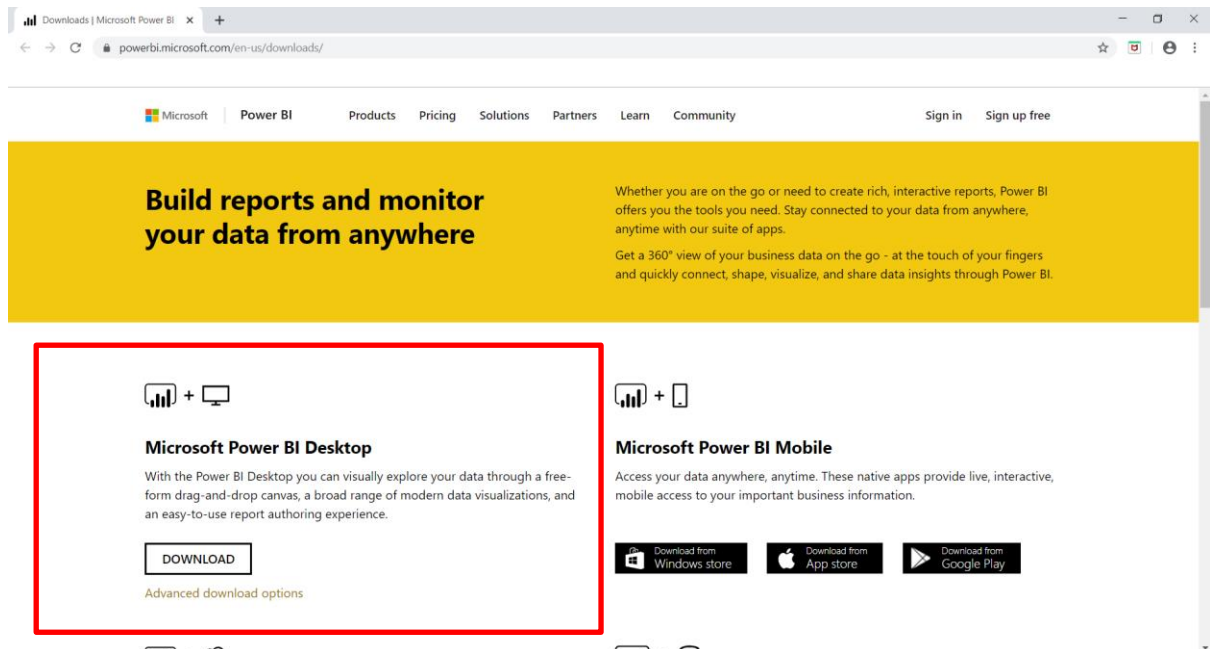 Downloads | Microsoft Power BI
powerbi.microsoft.com/en-us/downloads/
Microsoft Power BI Products Pricing Solutions Partners Learn Community Sign in Sign up free
Build reports and monitor
your data from anywhere
Whether you are on the go or need to create rich, interactive reports, Power BI
offers you the tools you need. Stay connected to your data from anywhere,
anytime with our suite of apps.
Get a 360° view of your business data on the go - at the touch of your fingers
and quickly connect, shape, visualize, and share data insights through Power BI.
Microsoft Power BI Desktop
With the Power BI Desktop you can visually explore your data through a free-
form drag-and-drop canvas, a broad range of modern data visualizations, and
an easy-to-use report authoring experience.
DOWNLOAD
Advanced download options
Microsoft Power BI Mobile
Access your data anywhere, anytime. These native apps provide live, interactive,
mobile access to your important business information.
Download from
Windows store
Download from
App store
Download from
Google Play